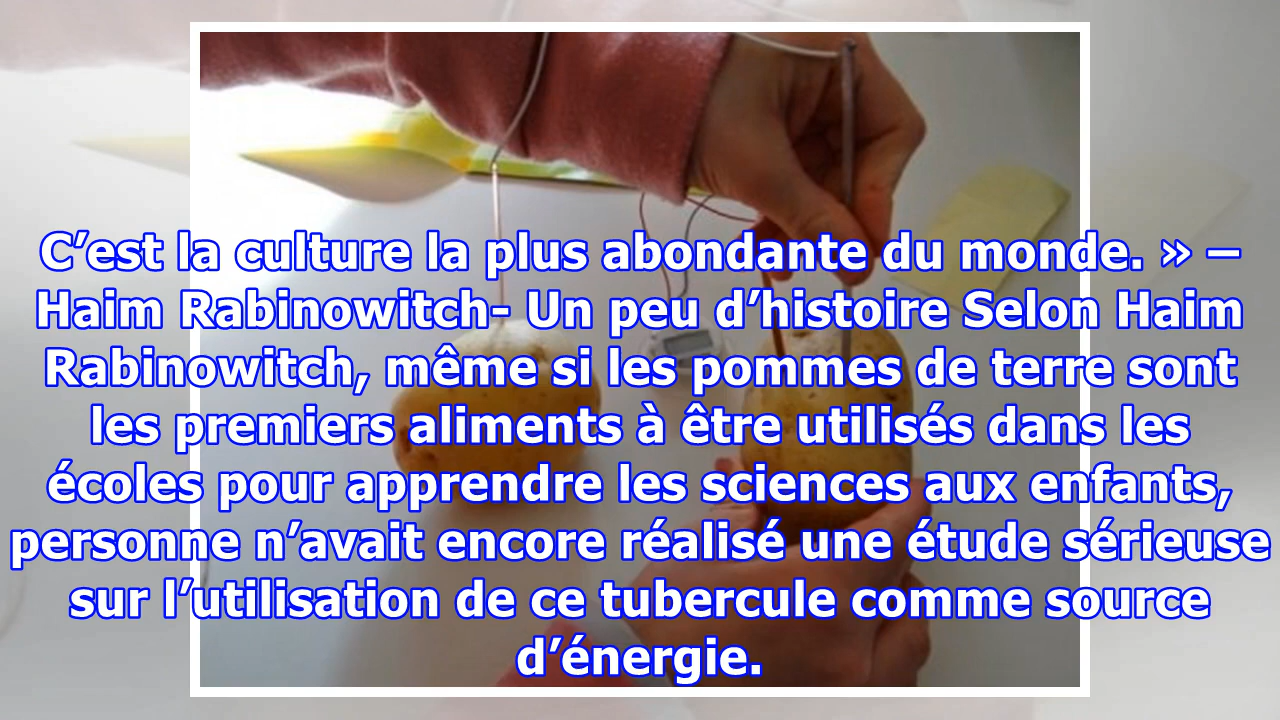 C’est la culture la plus abondante du monde. » –
Haim Rabinowitch- Un peu d’histoire Selon Haim
Rabinowitch, même si les pommes de terre sont
les premiers aliments à être utilisés dans les
écoles pour apprendre les sciences aux enfants,
personne n’avait encore réalisé une étude sérieuse
sur l’utilisation de ce tubercule comme source
d’énergie.